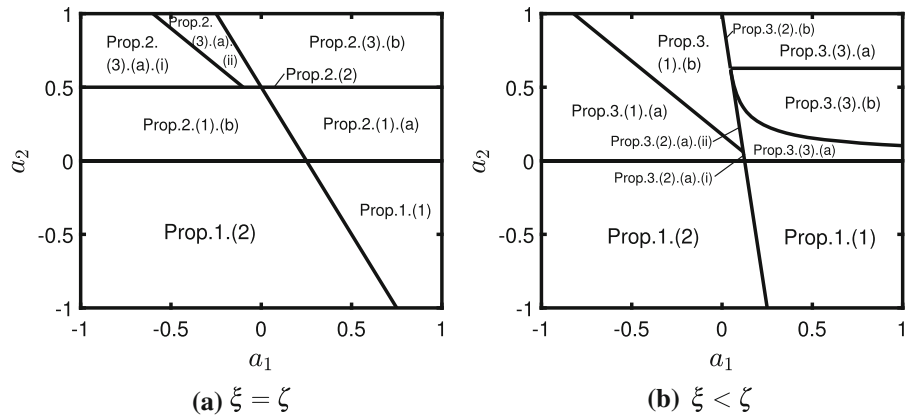 1
0.5
0
-0.5
-1
a2
Prop.2.
(3).(a).(i)
Prop.2.
(3).(a).
(ii)
Prop.2.(3).(b)
Prop.2.(2)
Prop.2.(1).(b)
Prop.2.(1).(a)
Prop.1.(2)
Prop.1.(1)
-1 -0.5 0 0.5 1
a1
(a) ξ = ζ
1
0.5
0
-0.5
-1
a2
Prop.3.
(1).(b)
Prop.3.(2).(b)
Prop.3.(3).(a)
Prop.3.(3).(b)
Prop.3.(1).(a)
Prop.3.(2).(a).(ii)
Prop.3.(3).(a)
Prop.3.(2).(a).(i)
Prop.1.(2)
Prop.1.(1)
-1 -0.5 0 0.5 1
a1
(b) ξ < ζ